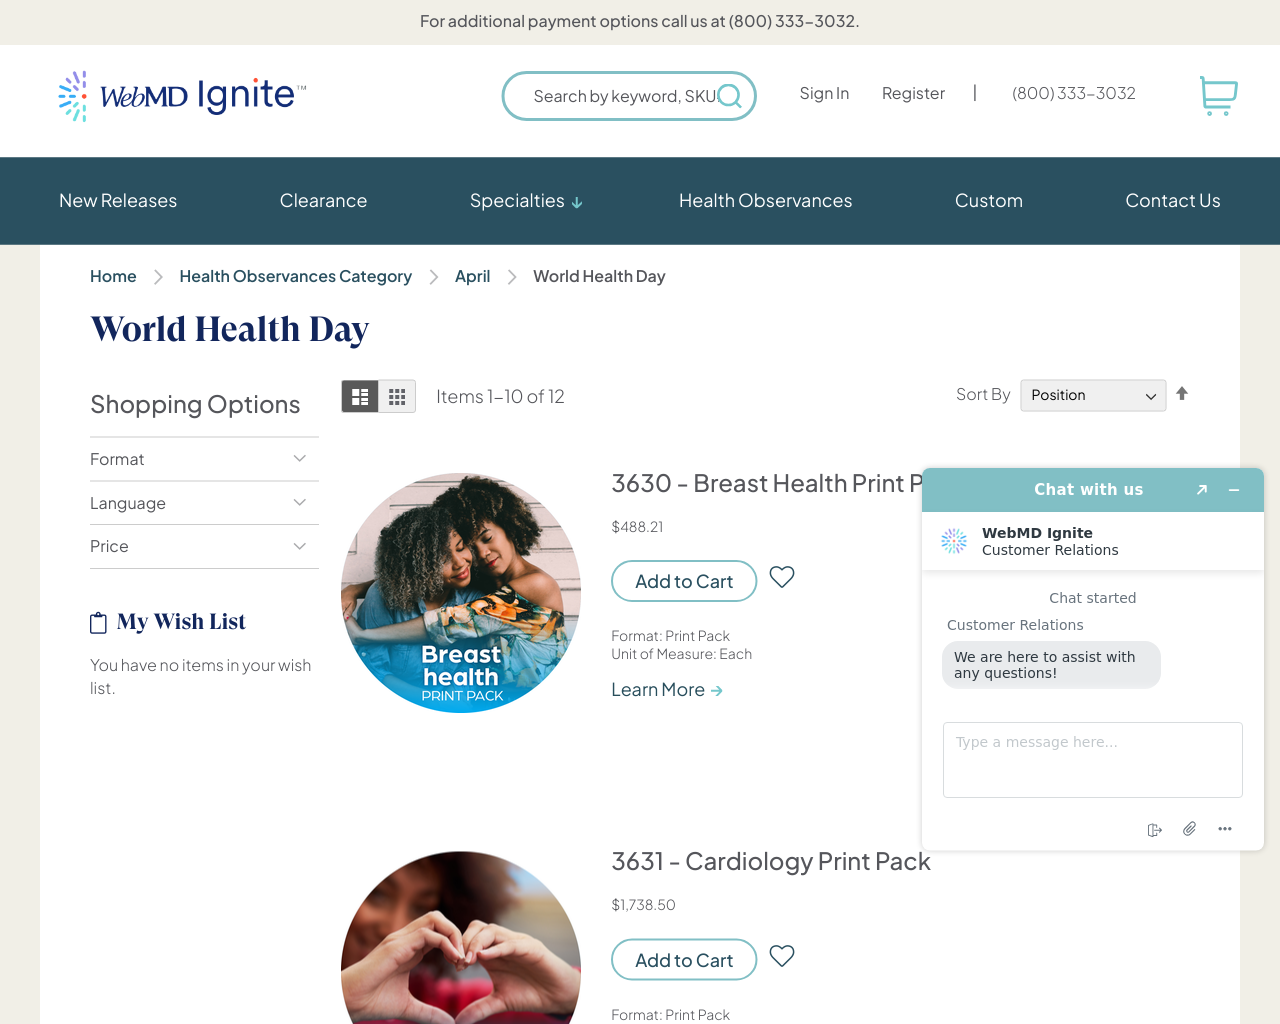 For additional payment options call us at (800) 333-3032.
WebMD Ignite™
Search by keyword, SKU
Sign In
Register
|
(800) 333-3032
New Releases
Clearance
Specialties
Health Observances
Custom
Contact Us
Home
Health Observances Category
April
World Health Day
World Health Day
Shopping Options
Items 1-10 of 12
Sort By
Position
Format
Language
Price
My Wish List
You have no items in your wish
list.
Breast
health
PRINT PACK
3630 - Breast Health Print P
$488.21
Add to Cart
Format: Print Pack
Unit of Measure: Each
Learn More
3631 - Cardiology Print Pack
$1,738.50
Add to Cart
Format: Print Pack
Chat with us
WebMD Ignite
Customer Relations
Chat started
Customer Relations
We are here to assist with
any questions!
Type a message here...